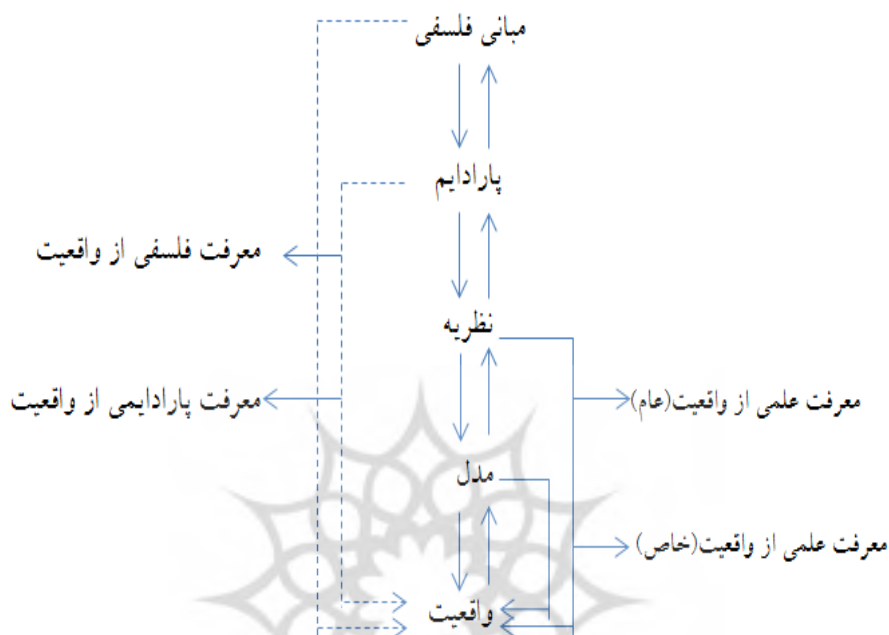 مبانی فلسفی
پارادایم
معرفت فلسفی از واقعیت
نظریه
معرفت علمی از واقعیت(عام)
معرفت پارادایمی از واقعیت
مدل
معرفت علمی از واقعیت(خاص)
واقعیت